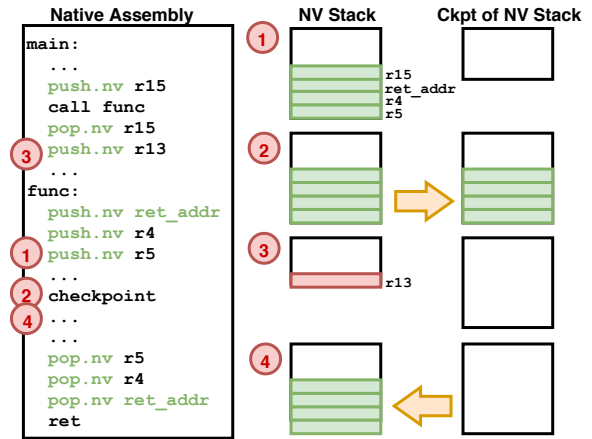 Native Assembly
main:
...
push.nv r15
call func
pop.nv r15
3 push.nv r13
...
func:
push.nv ret_addr
push.nv r4
1 push.nv r5
...
2 checkpoint
4 ...
...
pop.nv r5
pop.nv r4
pop.nv ret_addr
ret
NV Stack
Ckpt of NV Stack
1
r15
ret_addr
r4
r5
2
3
r13
4